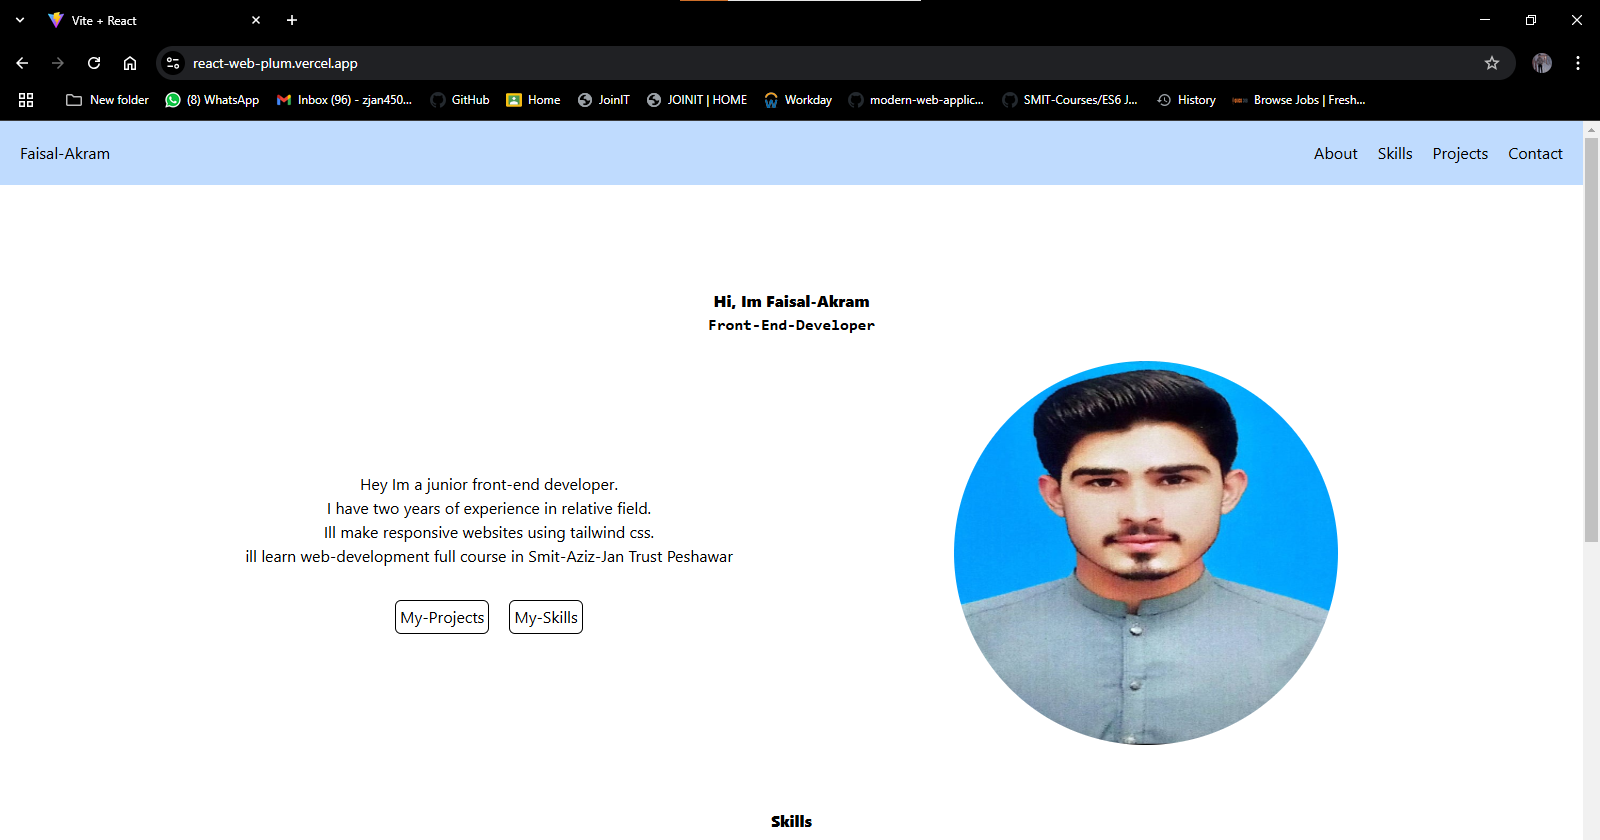 Vite + React
react-web-plum.vercel.app
New folder
(8) WhatsApp
Inbox (96) - zjan450...
GitHub
Home
JoinIT
JOINIT | HOME
Workday
modern-web-applic...
SMIT-Courses/ES6 J...
History
Browse Jobs | Fresh...
Faisal-Akram
About
Skills
Projects
Contact
Hi, Im Faisal-Akram
Front-End-Developer
Hey Im a junior front-end developer.
I have two years of experience in relative field.
Ill make responsive websites using tailwind css.
ill learn web-development full course in Smit-Aziz-Jan Trust Peshawar
My-Projects
My-Skills
Skills